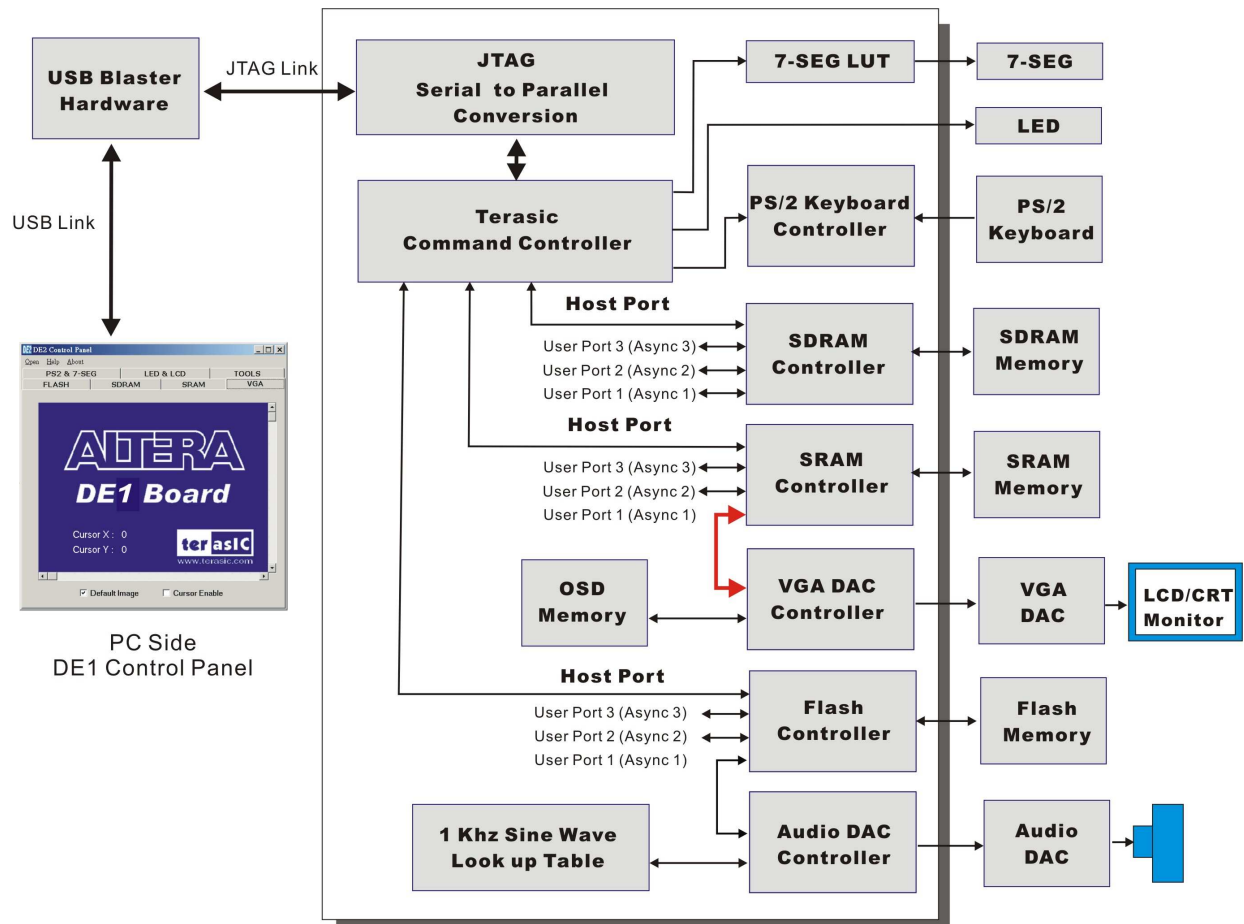 USB Blaster
Hardware
JTAG Link
JTAG
Serial to Parallel
Conversion
7-SEG LUT
7-SEG
LED
USB Link
Terasic
Command Controller
PS/2 Keyboard
Controller
PS/2
Keyboard
Host Port
User Port 3 (Async 3)
User Port 2 (Async 2)
User Port 1 (Async 1)
SDRAM
Controller
SDRAM
Memory
DE2 Control Panel
Open Help About
PS2 & 7-SEG
LED & LCD
TOOLS
FLASH
SDRAM
SRAM
VGA
ALTERA
DE1 Board
Cursor X : 0
Cursor Y : 0
terasIC
www.terasic.com
Default Image
Cursor Enable
PC Side
DE1 Control Panel
Host Port
User Port 3 (Async 3)
User Port 2 (Async 2)
User Port 1 (Async 1)
SRAM
Controller
SRAM
Memory
OSD
Memory
VGA DAC
Controller
VGA
DAC
LCD/CRT
Monitor
Host Port
User Port 3 (Async 3)
User Port 2 (Async 2)
User Port 1 (Async 1)
Flash
Controller
Flash
Memory
1 Khz Sine Wave
Look up Table
Audio DAC
Controller
Audio
DAC